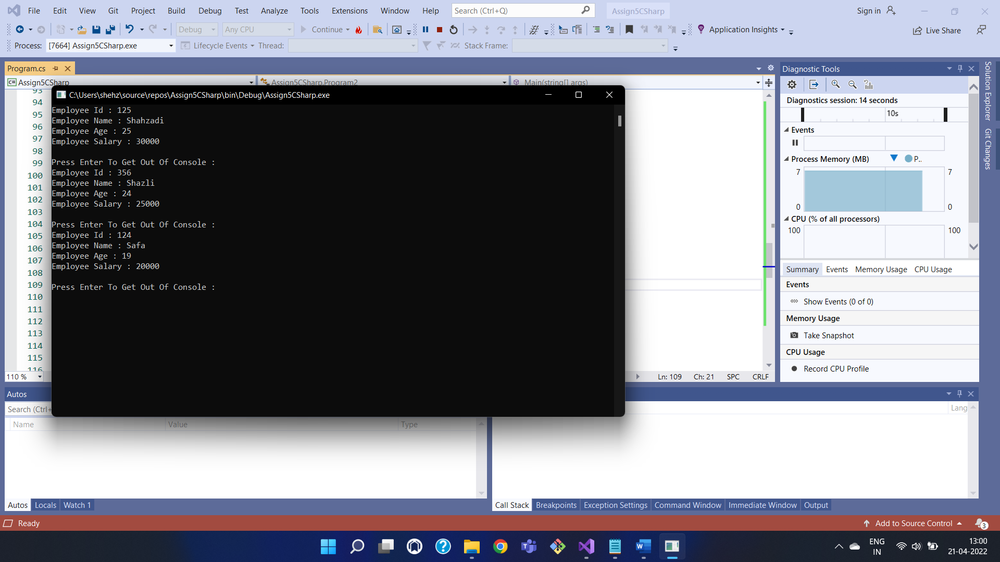 File Edit View Git Project Build Debug Test Analyze Tools Extensions Window Help Search (Ctrl+Q) Assign5CSharp Sign in
Debug Any CPU Continue Application Insights Live Share
Process: [7664] Assign5CSharp.exe Lifecycle Events Thread: Stack Frame:
Program.cs
C# Assign5CSharp Assign5CSharp.Program2 Main(string[] args)
93
94
95
96
97
98
99
100
101
102
103
104
105
106
107
108
109
110
111
112
113
114
115
116
C:\Users\shehz\source\repos\Assign5CSharp\bin\Debug\Assign5CSharp.exe
Employee Id : 125
Employee Name : Shahzadi
Employee Age : 25
Employee Salary : 30000
Press Enter To Get Out Of Console :
Employee Id : 356
Employee Name : Shazli
Employee Age : 24
Employee Salary : 25000
Press Enter To Get Out Of Console :
Employee Id : 124
Employee Name : Safa
Employee Age : 19
Employee Salary : 20000
Press Enter To Get Out Of Console :
110 % Ln: 109 Ch: 21 SPC CRLF
Diagnostic Tools
Diagnostics session: 14 seconds
10s
Events
Process Memory (MB) P..
7 7
0 0
CPU (% of all processors)
100 100
Summary Events Memory Usage CPU Usage
Events
Show Events (0 of 0)
Memory Usage
Take Snapshot
CPU Usage
Record CPU Profile
Solution Explorer
Git Changes
Autos
Search (Ctrl+
Name Value Type
Lang
Autos Locals Watch 1
Call Stack Breakpoints Exception Settings Command Window Immediate Window Output
Ready Add to Source Control 3
ENG
IN
13:00
21-04-2022